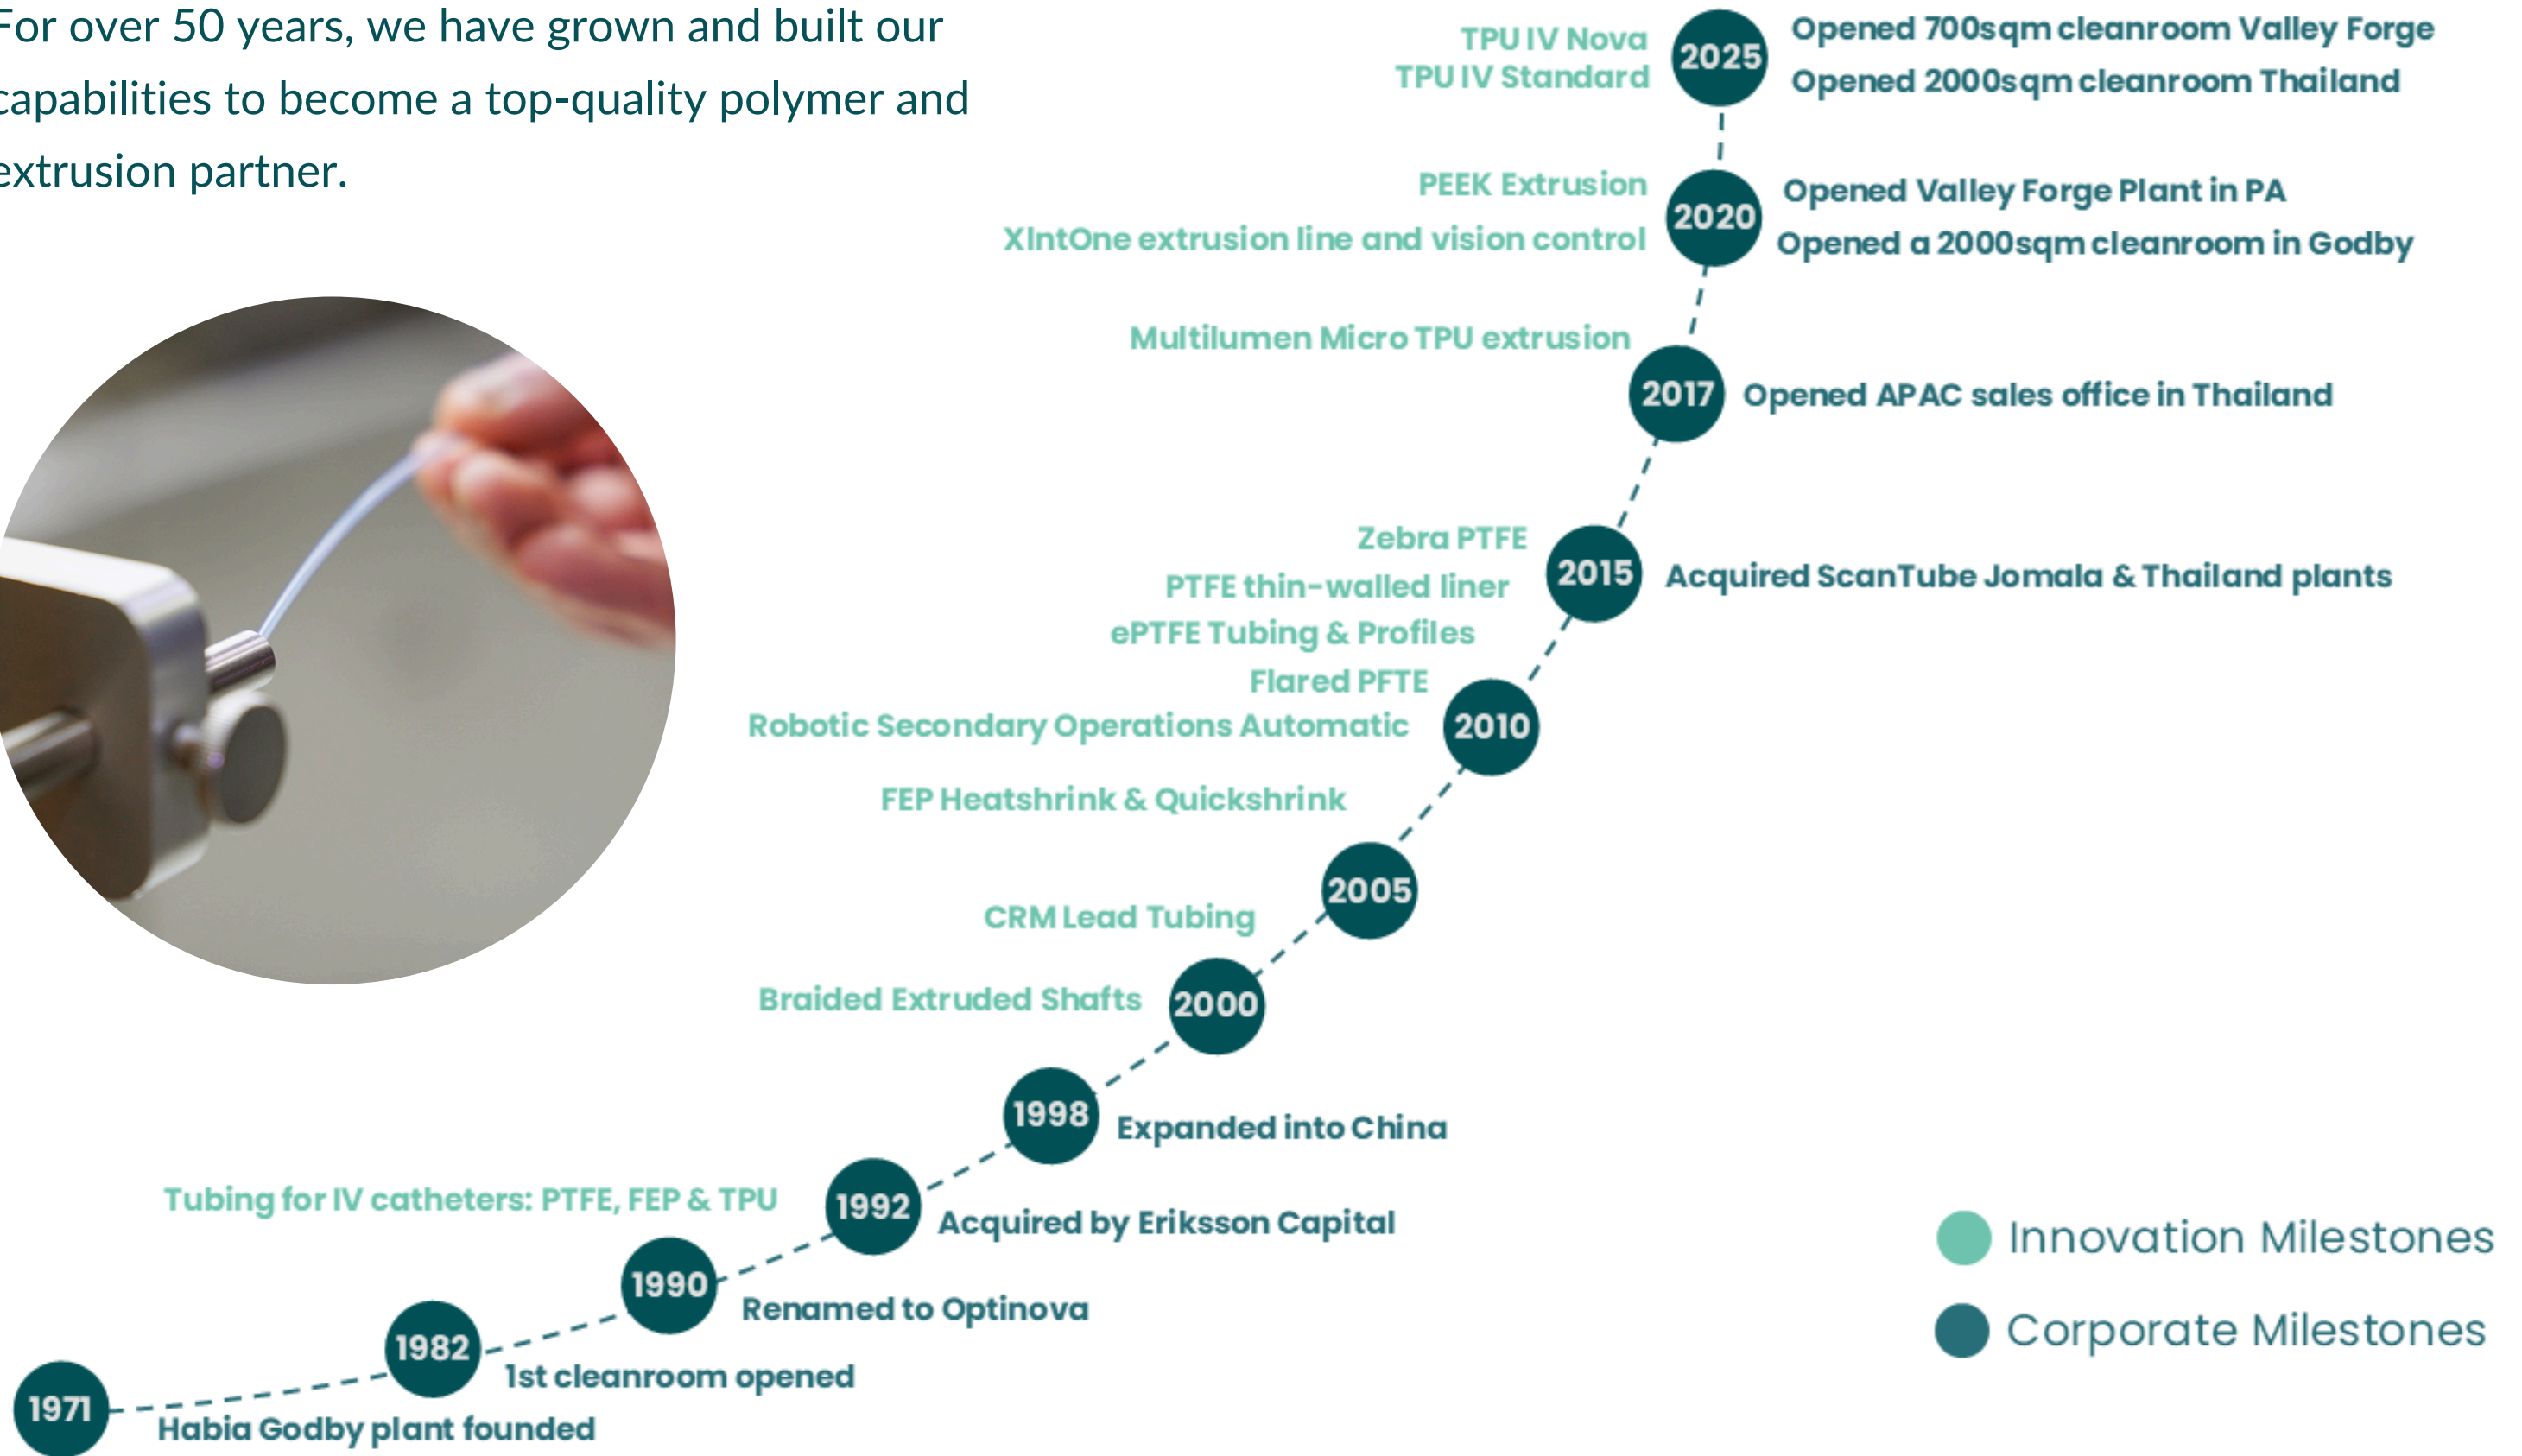 For over 50 years, we have grown and built our
capabilities to become a top-quality polymer and
extrusion partner.
TPU IV Nova
TPU IV Standard
2025
Opened 700sqm cleanroom Valley Forge
Opened 2000sqm cleanroom Thailand
PEEK Extrusion
XlntOne extrusion line and vision control
2020
Opened Valley Forge Plant in PA
Opened a 2000sqm cleanroom in Godby
Multilumen Micro TPU extrusion
2017
Opened APAC sales office in Thailand
Zebra PTFE
PTFE thin-walled liner
ePTFE Tubing & Profiles
2015
Acquired ScanTube Jomala & Thailand plants
Flared PFTE
Robotic Secondary Operations Automatic
2010
FEP Heatshrink & Quickshrink
2005
CRM Lead Tubing
Braided Extruded Shafts
2000
1998
Expanded into China
Tubing for IV catheters: PTFE, FEP & TPU
1992
Acquired by Eriksson Capital
1990
Renamed to Optinova
1982
1st cleanroom opened
1971
Habia Godby plant founded
Innovation Milestones
Corporate Milestones